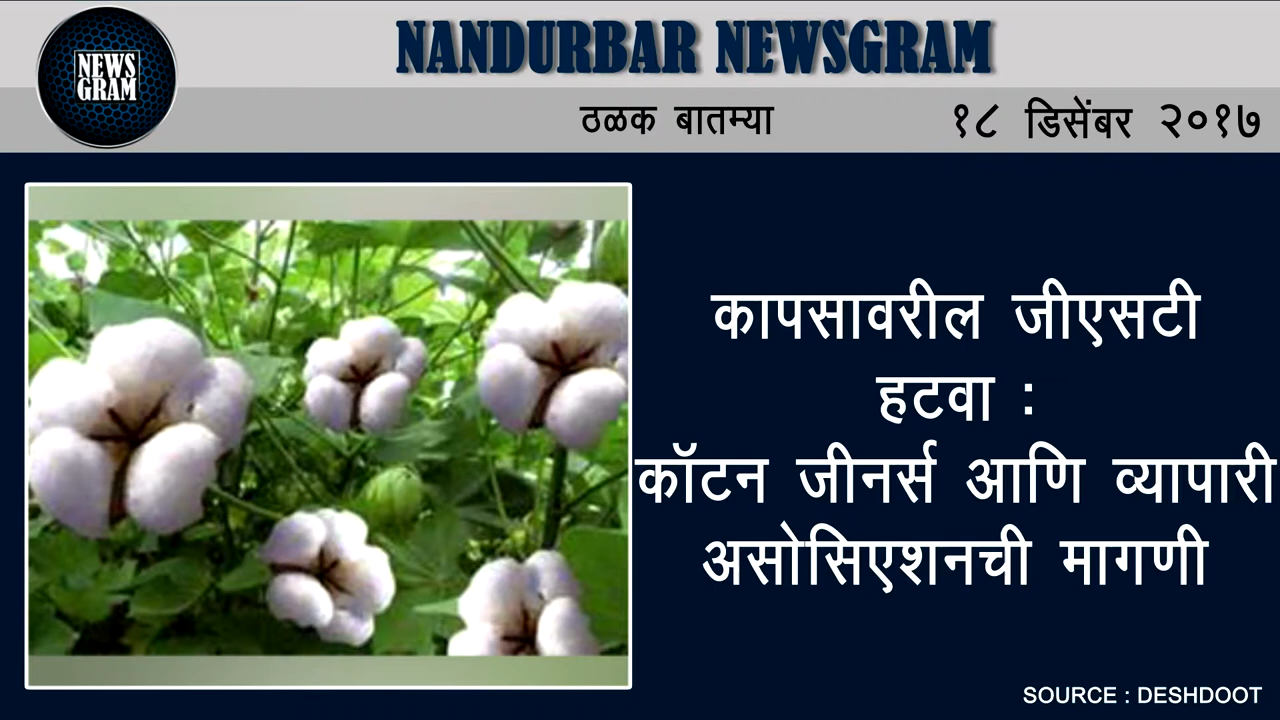 NEWS
GRAM
NANDURBAR NEWSGRAM
ठळक बातम्या
१८ डिसेंबर २०१७
कापसावरील जीएसटी
हटवा :
कॉटन जीनर्स आणि व्यापारी
असोसिएशनची मागणी
SOURCE : DESHDOOT